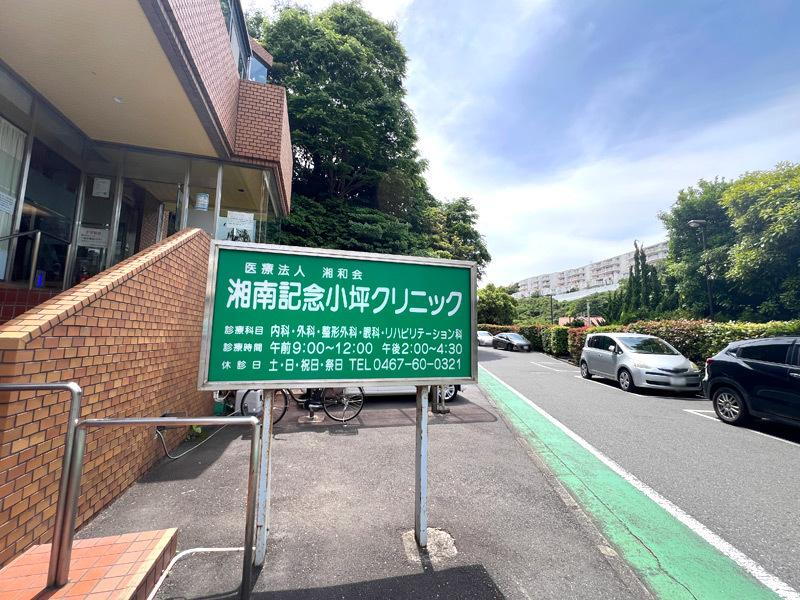 医療法人　湘和会
湘南記念小坪クリニック
診療科目　内科・外科・整形外科・眼科・リハビリテーション科
診療時間　午前9:00～12:00　午後2:00～4:30
休診日　土・日・祝日・祭日　TEL0467-60-0321